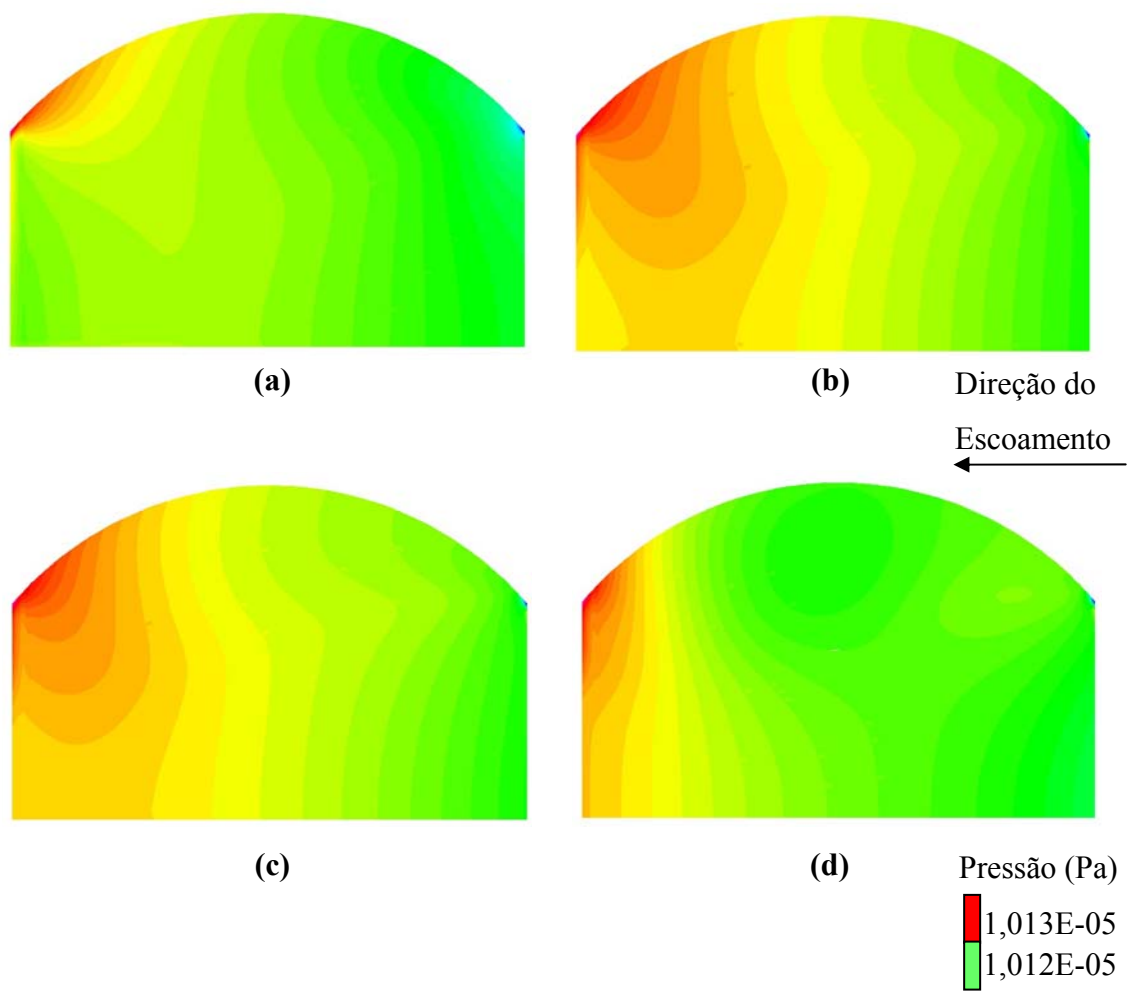 (a)
(b)
Direção do
Escoamento
(c)
(d)
Pressão (Pa)
1,013E-05
1,012E-05